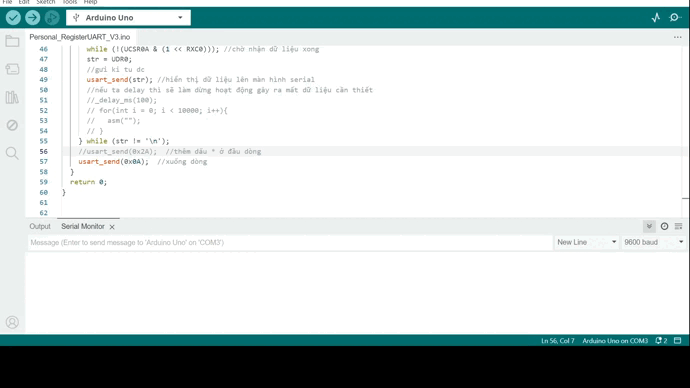 File Edit Sketch Tools Help
Arduino Uno
Personal_RegisterUART_V3.ino
46 while (!(UCSR0A & (1 << RXC0))); //chờ nhận dữ liệu xong
47 str = UDR0;
48 //gui ki tu dc
49 usart_send(str); //hiển thị dữ liệu lên màn hình serial
50 //nếu ta delay thì sẽ làm dừng hoạt động gây ra mất dữ liệu cần thiết
51 //_delay_ms(100);
52 // for(int i = 0; i < 10000; i++){
53 // asm("");
54 // }
55 } while (str != '\n');
56 //usart_send(0x2A); //thêm dấu * ở đầu dòng
57 usart_send(0x0A); //xuống dòng
58 }
59 return 0;
60 }
61
62
Output Serial Monitor
Message (Enter to send message to 'Arduino Uno' on 'COM3') New Line 9600 baud
Ln 56, Col 7 Arduino Uno on COM3 2